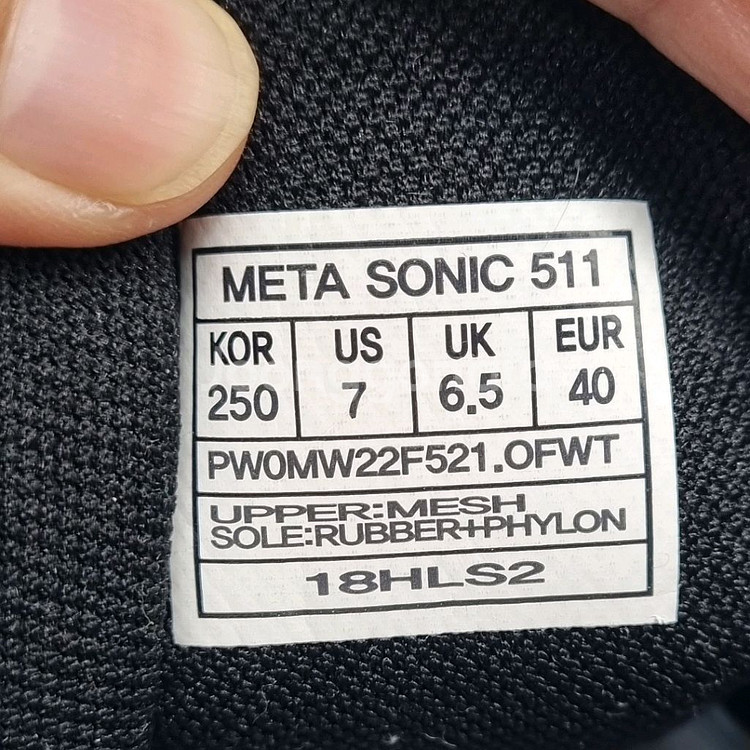 META SONIC 511
KOR US UK EUR
250 7 6.5 40
PW0MW22F521.OFWT
UPPER:MESH
SOLE:RUBBER+PHYLON
18HLS2